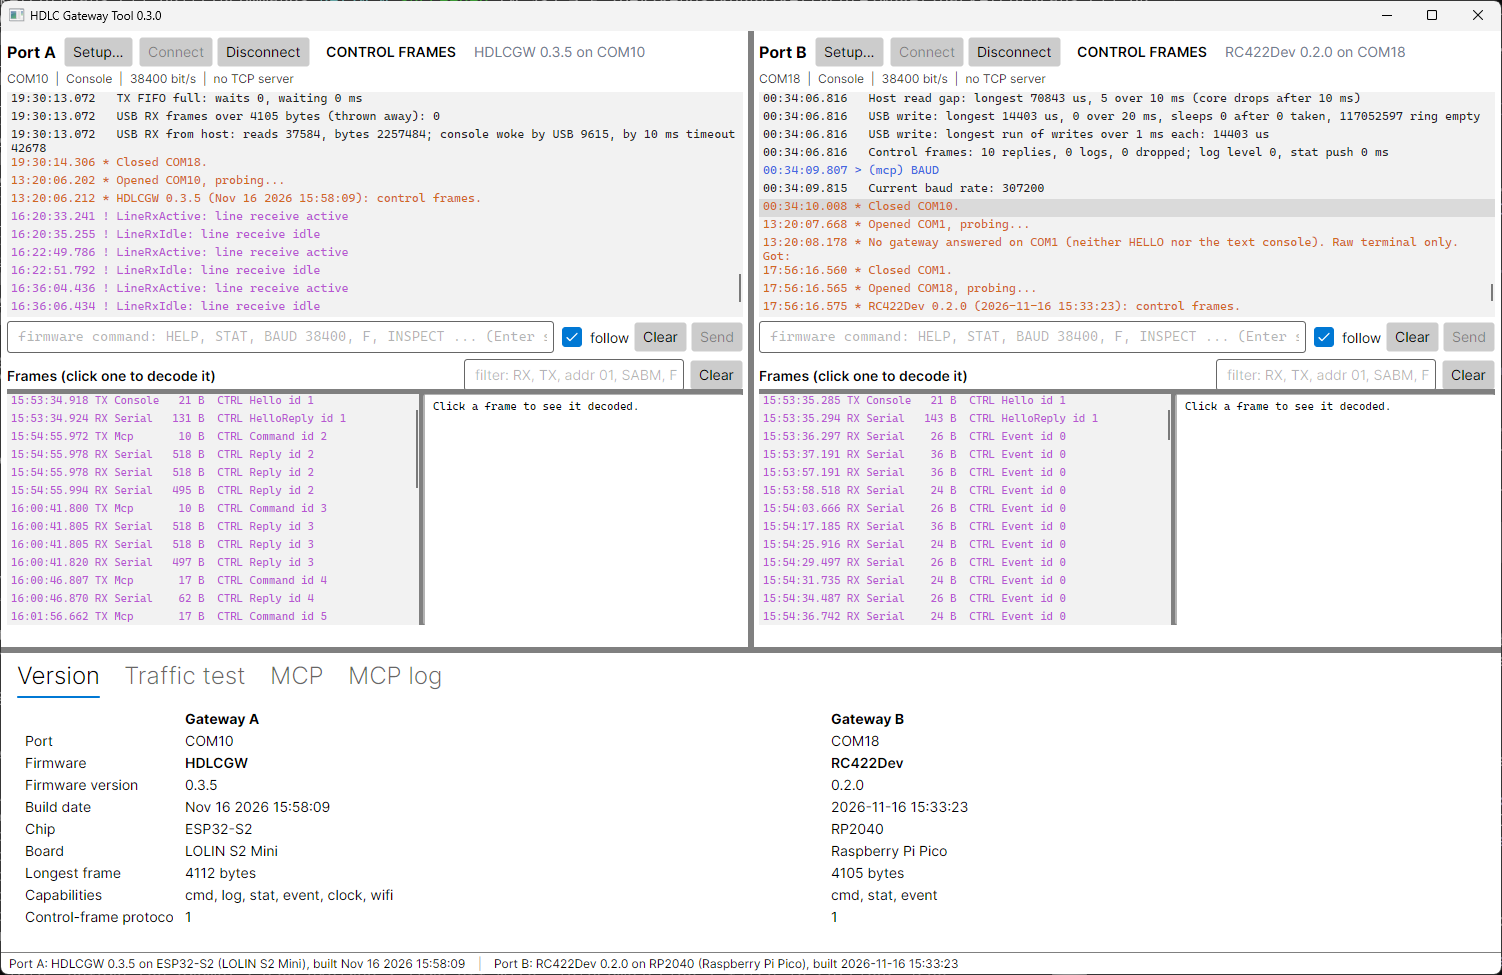 HDLC Gateway Tool 0.3.0
Port A Setup... Connect Disconnect CONTROL FRAMES HDLCGW 0.3.5 on COM10
COM10 | Console | 38400 bit/s | no TCP server
19:30:13.072 TX FIFO full: waits 0, waiting 0 ms
19:30:13.072 USB RX frames over 4105 bytes (thrown away): 0
19:30:13.072 USB RX from host: reads 37584, bytes 2257484; console woke by USB 9615, by 10 ms timeout
42678
19:30:14.306 * Closed COM18.
13:20:06.202 * Opened COM10, probing...
13:20:06.212 * HDLCGW 0.3.5 (Nov 16 2026 15:58:09): control frames.
16:20:33.241 ! LineRxActive: line receive active
16:20:35.255 ! LineRxIdle: line receive idle
16:22:49.786 ! LineRxActive: line receive active
16:22:51.792 ! LineRxIdle: line receive idle
16:36:04.436 ! LineRxActive: line receive active
16:36:06.434 ! LineRxIdle: line receive idle
firmware command: HELP, STAT, BAUD 38400, F, INSPECT ... (Enter s follow Clear Send
Frames (click one to decode it) filter: RX, TX, addr 01, SABM, F Clear
15:53:34.918 TX Console 21 B CTRL Hello id 1
15:53:34.924 RX Serial 131 B CTRL HelloReply id 1
15:54:55.972 TX Mcp 10 B CTRL Command id 2
15:54:55.978 RX Serial 518 B CTRL Reply id 2
15:54:55.978 RX Serial 518 B CTRL Reply id 2
15:54:55.994 RX Serial 495 B CTRL Reply id 2
16:00:41.800 TX Mcp 10 B CTRL Command id 3
16:00:41.805 RX Serial 518 B CTRL Reply id 3
16:00:41.805 RX Serial 518 B CTRL Reply id 3
16:00:41.820 RX Serial 497 B CTRL Reply id 3
16:00:46.807 TX Mcp 17 B CTRL Command id 4
16:00:46.870 RX Serial 62 B CTRL Reply id 4
16:01:56.662 TX Mcp 17 B CTRL Command id 5
Click a frame to see it decoded.
Port B Setup... Connect Disconnect CONTROL FRAMES RC422Dev 0.2.0 on COM18
COM18 | Console | 38400 bit/s | no TCP server
00:34:06.816 Host read gap: longest 70843 us, 5 over 10 ms (core drops after 10 ms)
00:34:06.816 USB write: longest 14403 us, 0 over 20 ms, sleeps 0 after 0 taken, 117052597 ring empty
00:34:06.816 USB write: longest run of writes over 1 ms each: 14403 us
00:34:06.816 Control frames: 10 replies, 0 logs, 0 dropped; log level 0, stat push 0 ms
00:34:09.807 > (mcp) BAUD
00:34:09.815 Current baud rate: 307200
00:34:10.008 * Closed COM10.
13:20:07.668 * Opened COM1, probing...
13:20:08.178 * No gateway answered on COM1 (neither HELLO nor the text console). Raw terminal only.
Got:
17:56:16.560 * Closed COM1.
17:56:16.565 * Opened COM18, probing...
17:56:16.575 * RC422Dev 0.2.0 (2026-11-16 15:33:23): control frames.
firmware command: HELP, STAT, BAUD 38400, F, INSPECT ... (Enter s follow Clear Send
Frames (click one to decode it) filter: RX, TX, addr 01, SABM, F Clear
15:53:35.285 TX Console 21 B CTRL Hello id 1
15:53:35.294 RX Serial 143 B CTRL HelloReply id 1
15:53:36.297 RX Serial 26 B CTRL Event id 0
15:53:37.191 RX Serial 36 B CTRL Event id 0
15:53:57.191 RX Serial 36 B CTRL Event id 0
15:53:58.518 RX Serial 24 B CTRL Event id 0
15:54:03.666 RX Serial 26 B CTRL Event id 0
15:54:17.185 RX Serial 36 B CTRL Event id 0
15:54:25.916 RX Serial 24 B CTRL Event id 0
15:54:29.497 RX Serial 26 B CTRL Event id 0
15:54:31.735 RX Serial 24 B CTRL Event id 0
15:54:34.487 RX Serial 26 B CTRL Event id 0
15:54:36.742 RX Serial 24 B CTRL Event id 0
Click a frame to see it decoded.
Version Traffic test MCP MCP log
Gateway A Gateway B
Port COM10 COM18
Firmware HDLCGW RC422Dev
Firmware version 0.3.5 0.2.0
Build date Nov 16 2026 15:58:09 2026-11-16 15:33:23
Chip ESP32-S2 RP2040
Board LOLIN S2 Mini Raspberry Pi Pico
Longest frame 4112 bytes 4105 bytes
Capabilities cmd, log, stat, event, clock, wifi cmd, stat, event
Control-frame protoco 1 1
Port A: HDLCGW 0.3.5 on ESP32-S2 (LOLIN S2 Mini), built Nov 16 2026 15:58:09 | Port B: RC422Dev 0.2.0 on RP2040 (Raspberry Pi Pico), built 2026-11-16 15:33:23